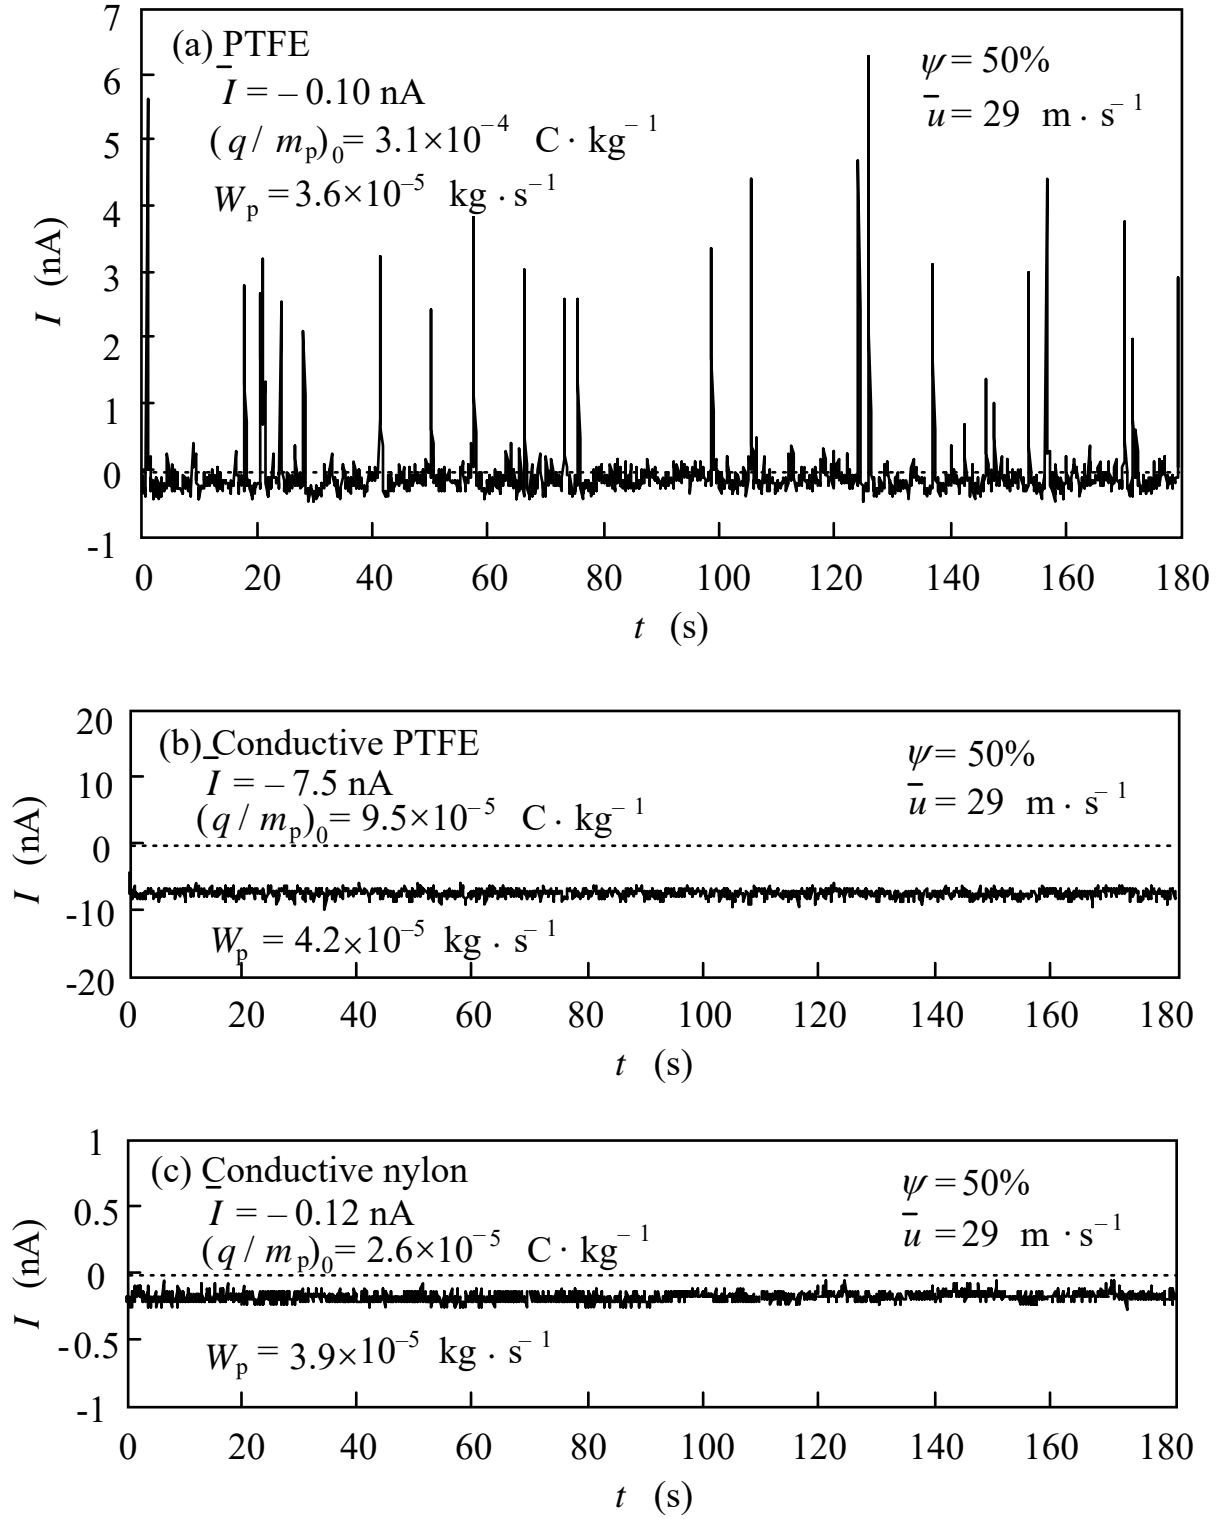 7
(a) PTFE
ψ = 50%
6
I̅ = – 0.10 nA
u̅ = 29 m · s⁻¹
5
(q / mₚ)₀ = 3.1×10⁻⁴ C · kg⁻¹
Wₚ = 3.6×10⁻⁵ kg · s⁻¹
4
I (nA)
3
2
1
0
-1
0 20 40 60 80 100 120 140 160 180
t (s)
20
(b) Conductive PTFE
ψ = 50%
10
I̅ = – 7.5 nA
u̅ = 29 m · s⁻¹
(q / mₚ)₀ = 9.5×10⁻⁵ C · kg⁻¹
0
I (nA)
-10
Wₚ = 4.2×10⁻⁵ kg · s⁻¹
-20
0 20 40 60 80 100 120 140 160 180
t (s)
1
(c) Conductive nylon
ψ = 50%
0.5
I̅ = – 0.12 nA
u̅ = 29 m · s⁻¹
(q / mₚ)₀ = 2.6×10⁻⁵ C · kg⁻¹
0
I (nA)
-0.5
Wₚ = 3.9×10⁻⁵ kg · s⁻¹
-1
0 20 40 60 80 100 120 140 160 180
t (s)